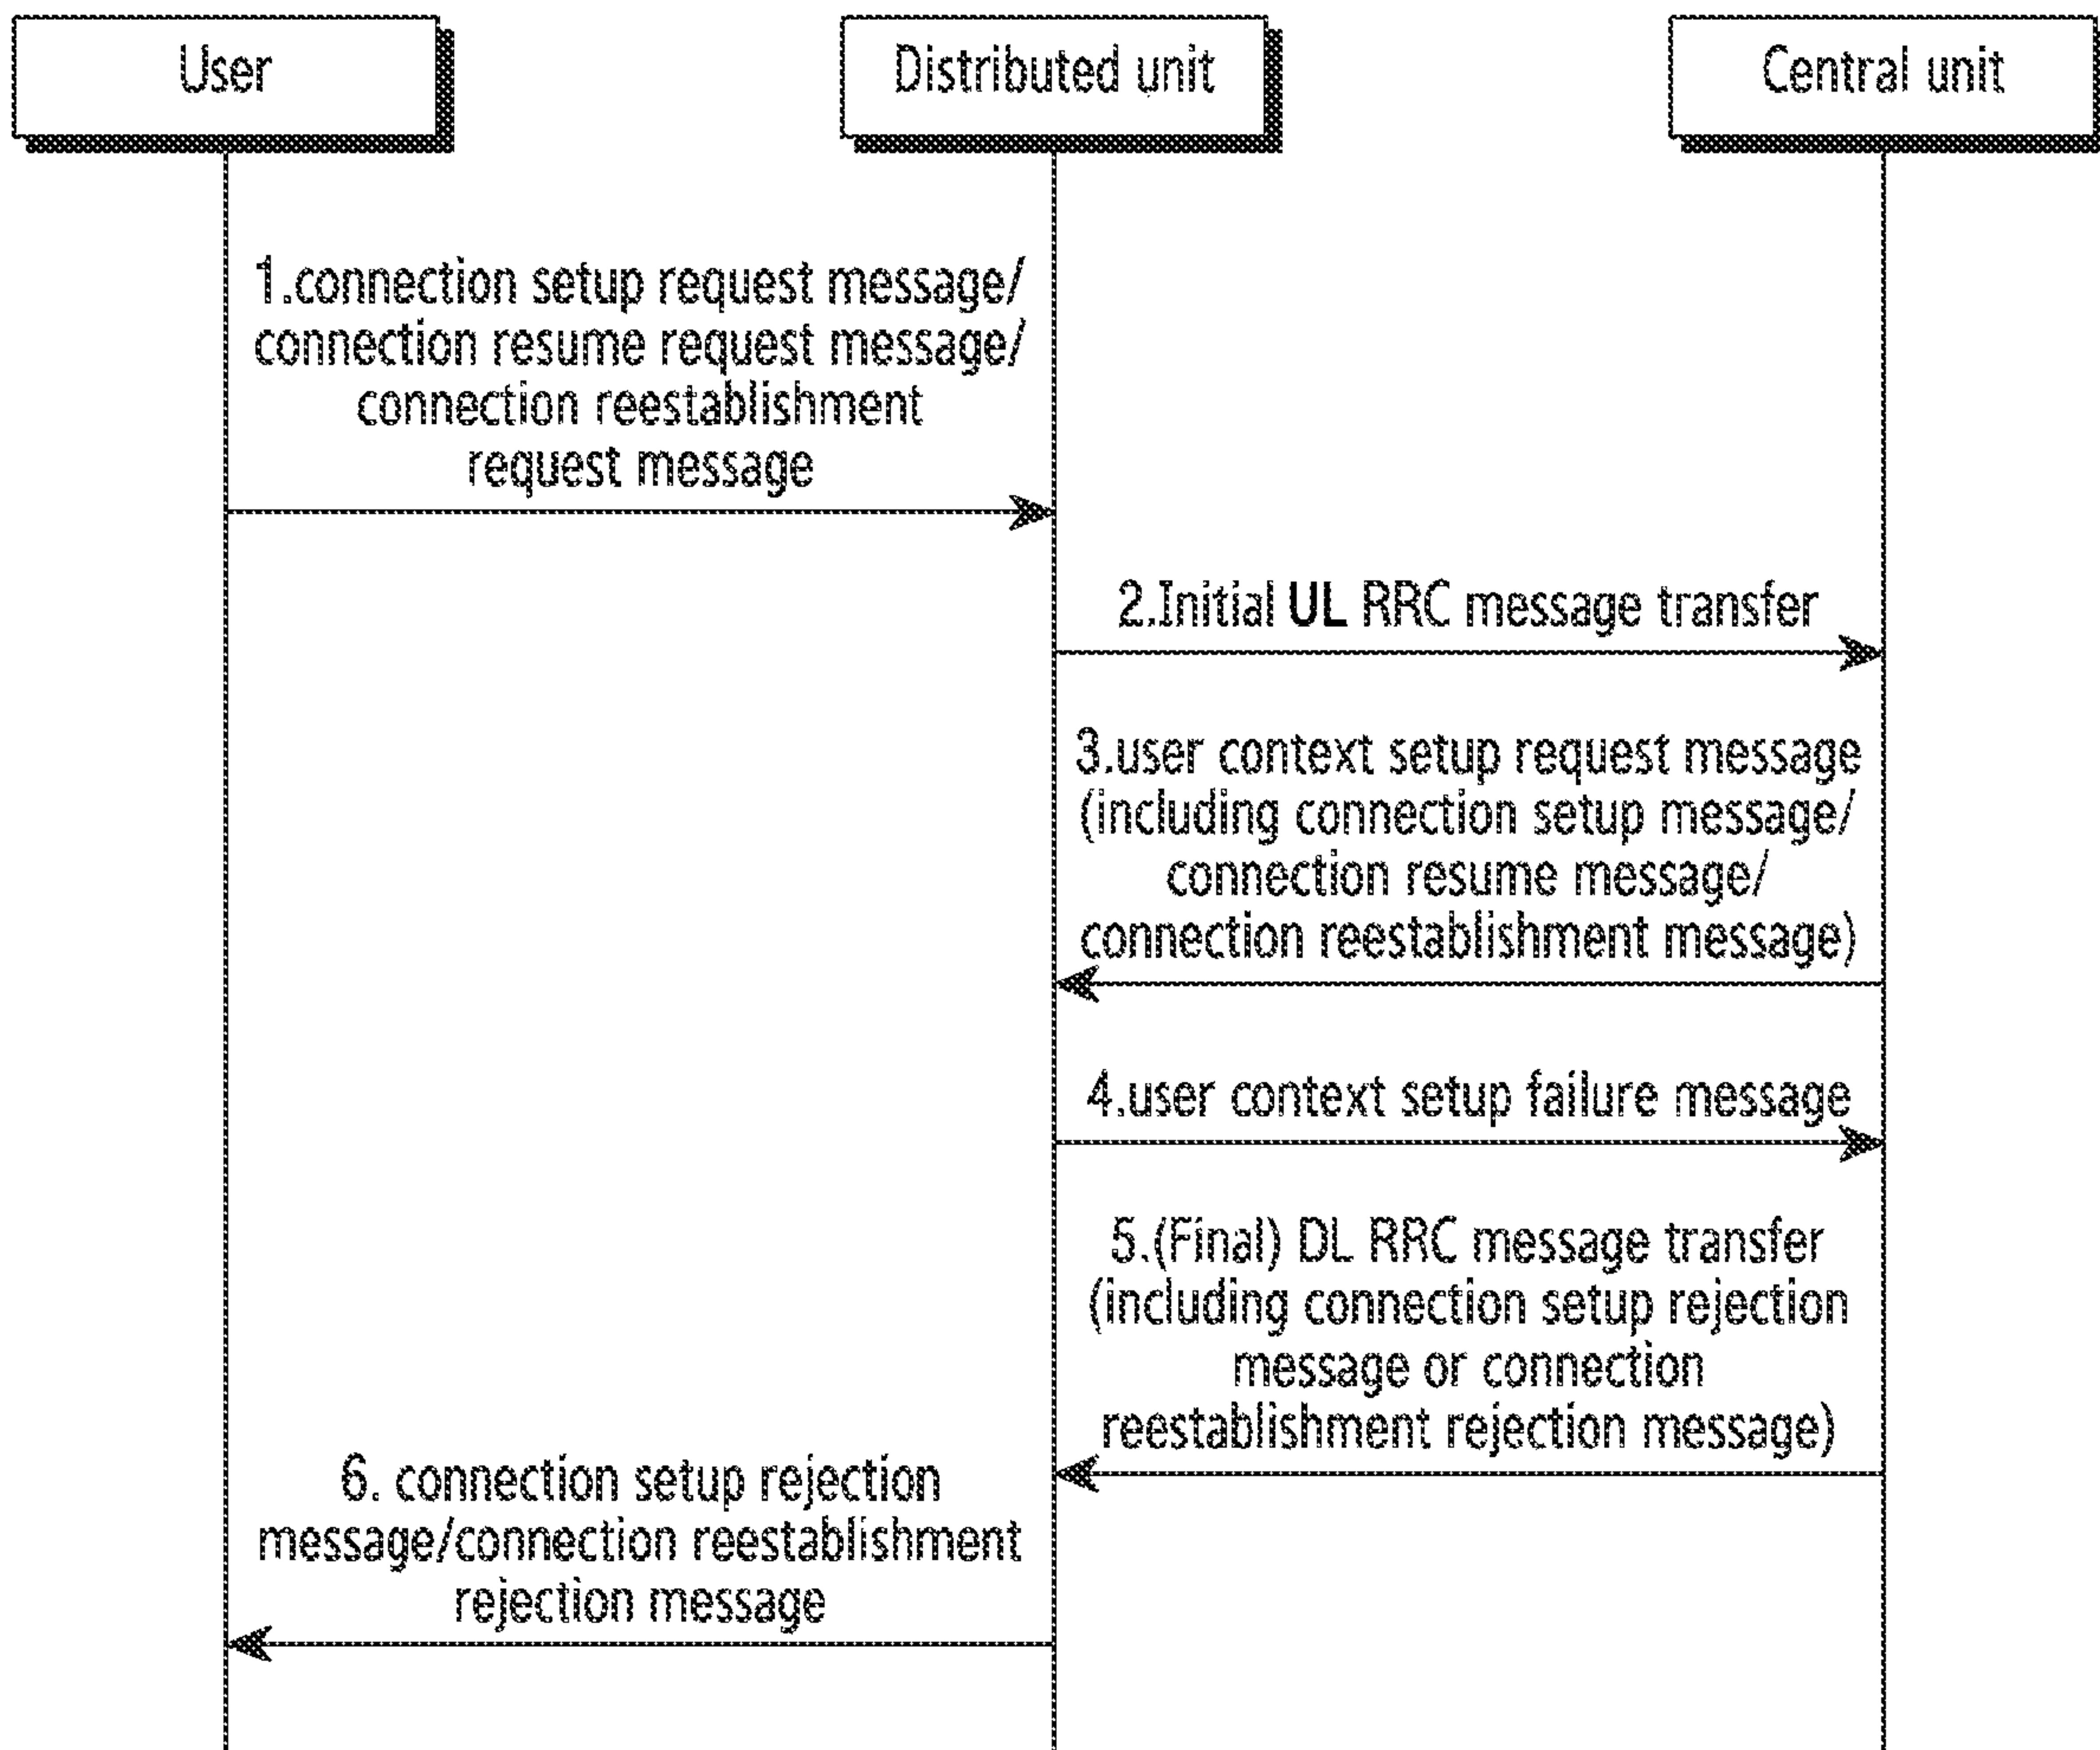 User
Distributed unit
Central unit
1.connection setup request message/
connection resume request message/
connection reestablishment
request message
2.Initial UL RRC message transfer
3.user context setup request message
(including connection setup message/
connection resume message/
connection reestablishment message)
4.user context setup failure message
5.(Final) DL RRC message transfer
(including connection setup rejection
message or connection
reestablishment rejection message)
6. connection setup rejection
message/connection reestablishment
rejection message